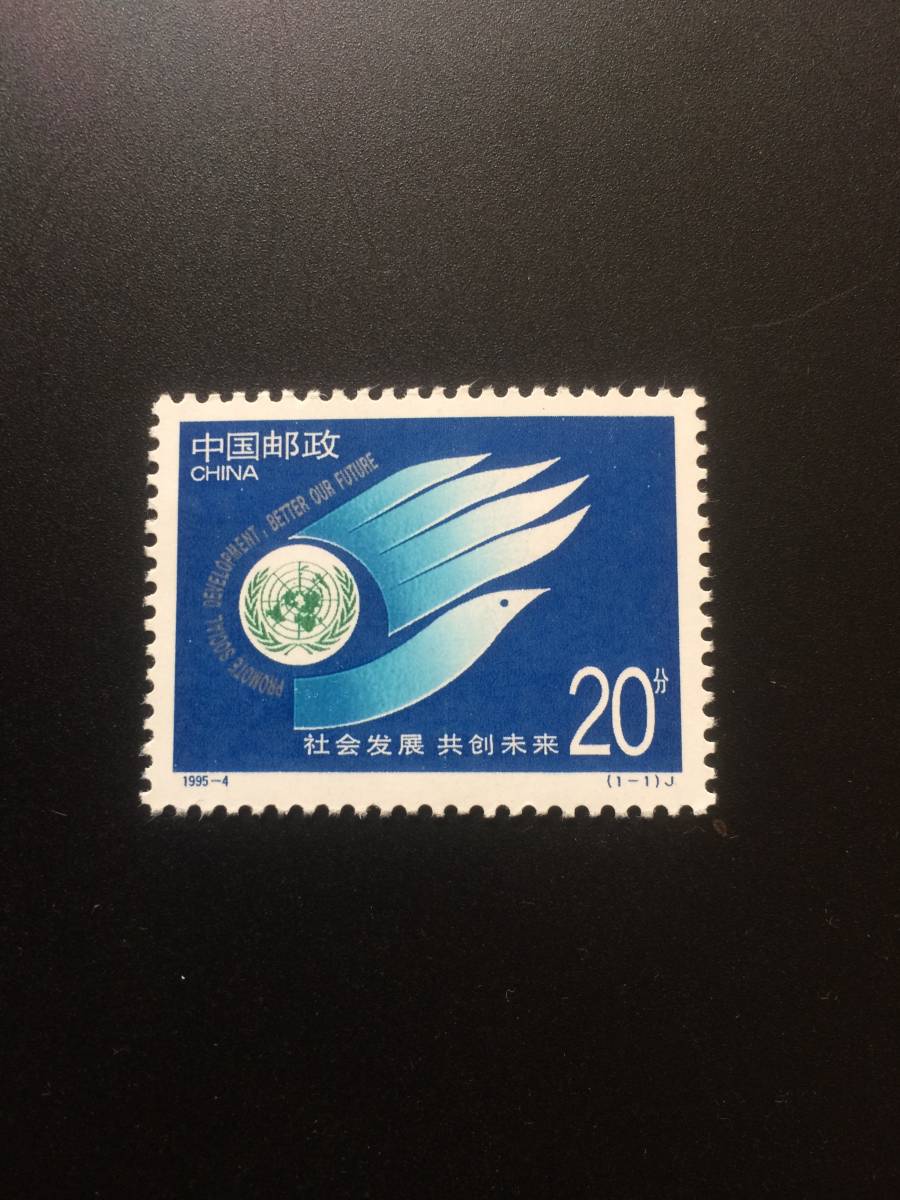 中国邮政
CHINA
PROMOTE SOCIAL DEVELOPMENT, BETTER OUR FUTURE
社会发展 共创未来
20分
1995-4
(1-1)J